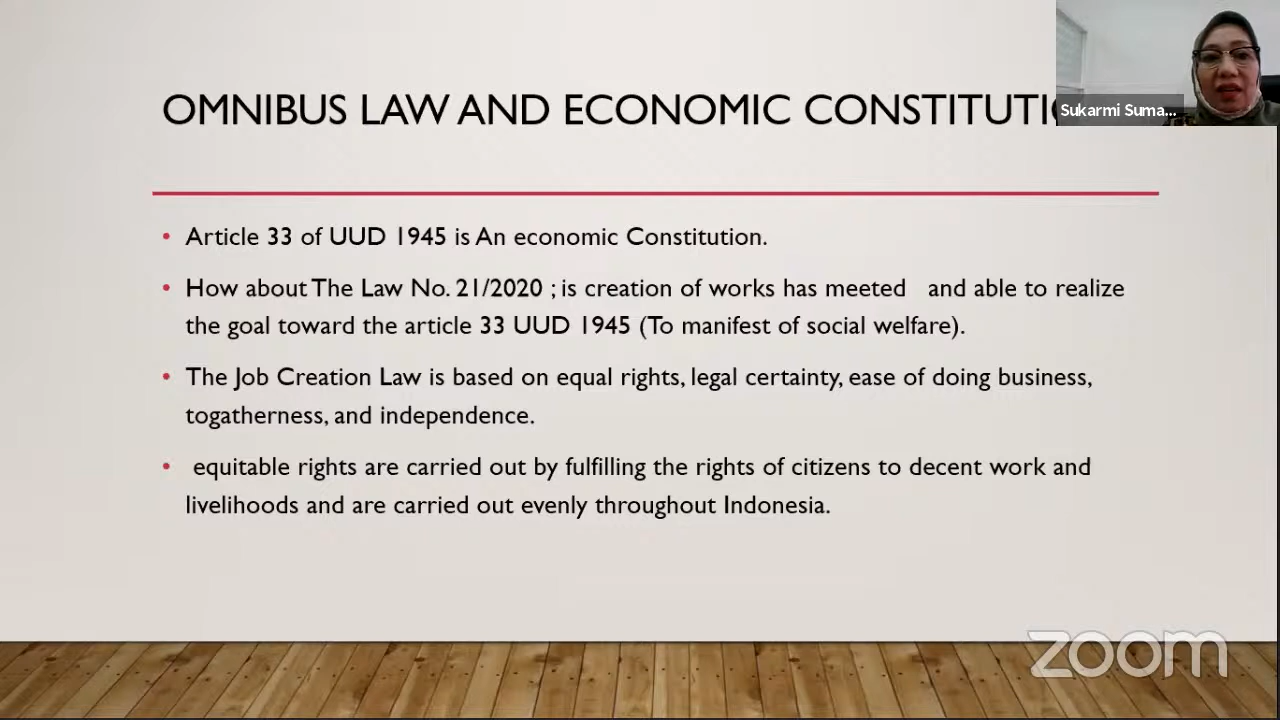 OMNIBUS LAW AND ECONOMIC CONSTITUTI
Sukarmi Suma...
• Article 33 of UUD 1945 is An economic Constitution.
• How about The Law No. 21/2020 ; is creation of works has meeted and able to realize
the goal toward the article 33 UUD 1945 (To manifest of social welfare).
• The Job Creation Law is based on equal rights, legal certainty, ease of doing business,
togatherness, and independence.
• equitable rights are carried out by fulfilling the rights of citizens to decent work and
livelihoods and are carried out evenly throughout Indonesia.
zoom